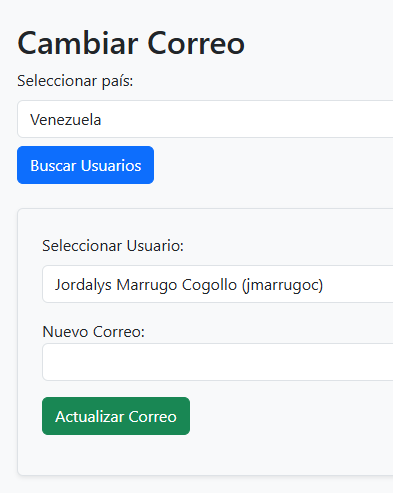 Cambiar Correo
Seleccionar país:
Venezuela
Buscar Usuarios
Seleccionar Usuario:
Jordalys Marrugo Cogollo (jmarrugoc)
Nuevo Correo:
Actualizar Correo